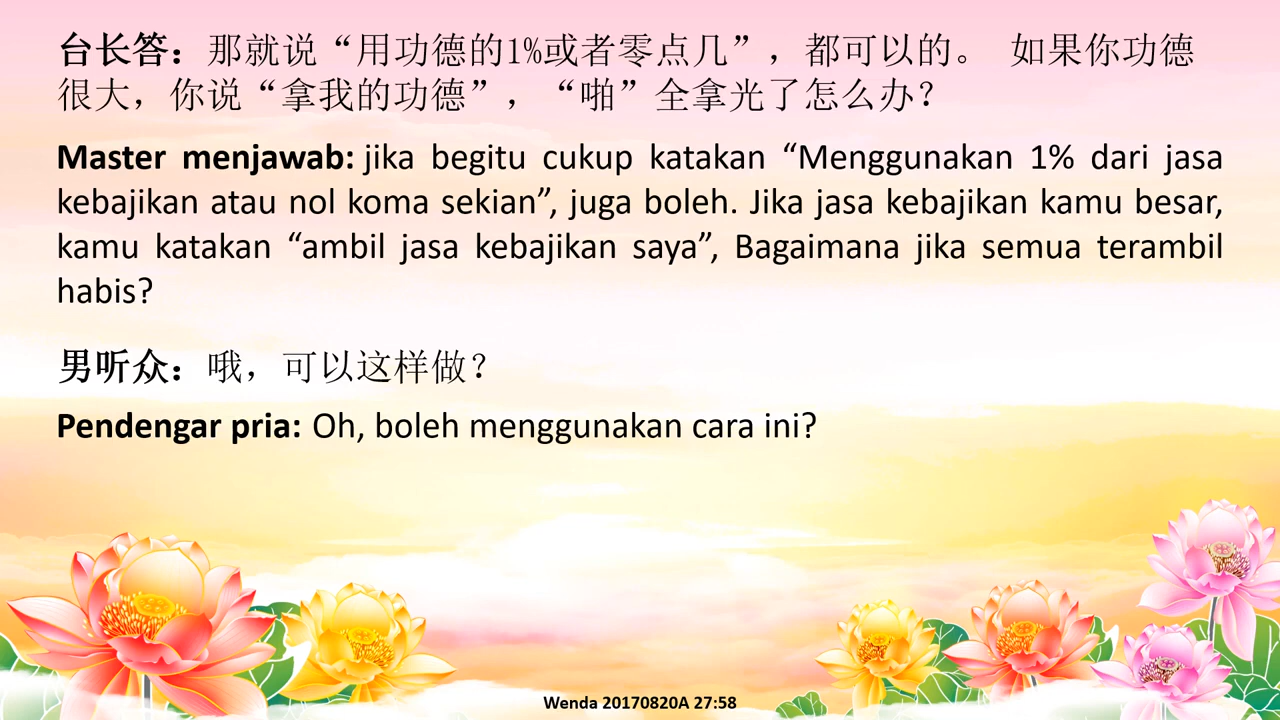 台长答：那就说“用功德的1%或者零点几”，都可以的。 如果你功德
很大，你说“拿我的功德”，“啪”全拿光了怎么办？
Master menjawab: jika begitu cukup katakan “Menggunakan 1% dari jasa
kebajikan atau nol koma sekian”, juga boleh. Jika jasa kebajikan kamu besar,
kamu katakan “ambil jasa kebajikan saya”, Bagaimana jika semua terambil
habis?
男听众：哦，可以这样做？
Pendengar pria: Oh, boleh menggunakan cara ini?
Wenda 20170820A 27:58